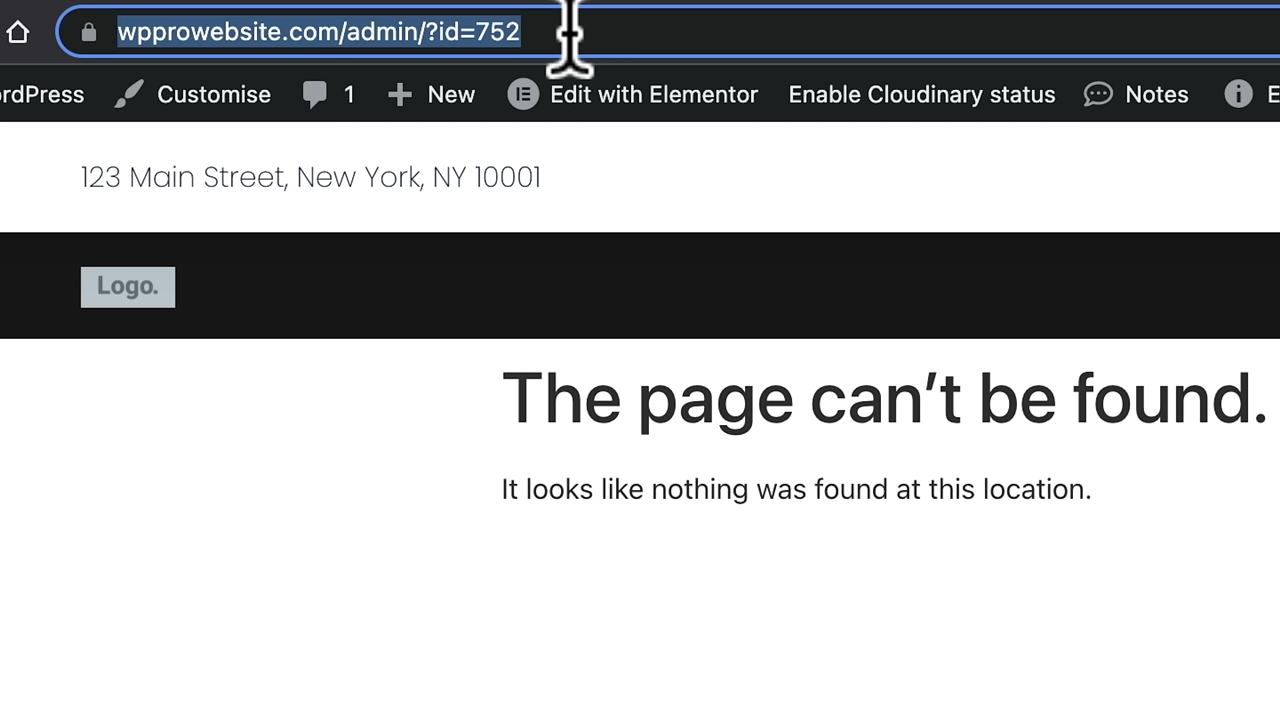 wpprowebsite.com/admin/?id=752
rdPress Customise 1 New Edit with Elementor Enable Cloudinary status Notes E
123 Main Street, New York, NY 10001
Logo.
The page can’t be found.
It looks like nothing was found at this location.